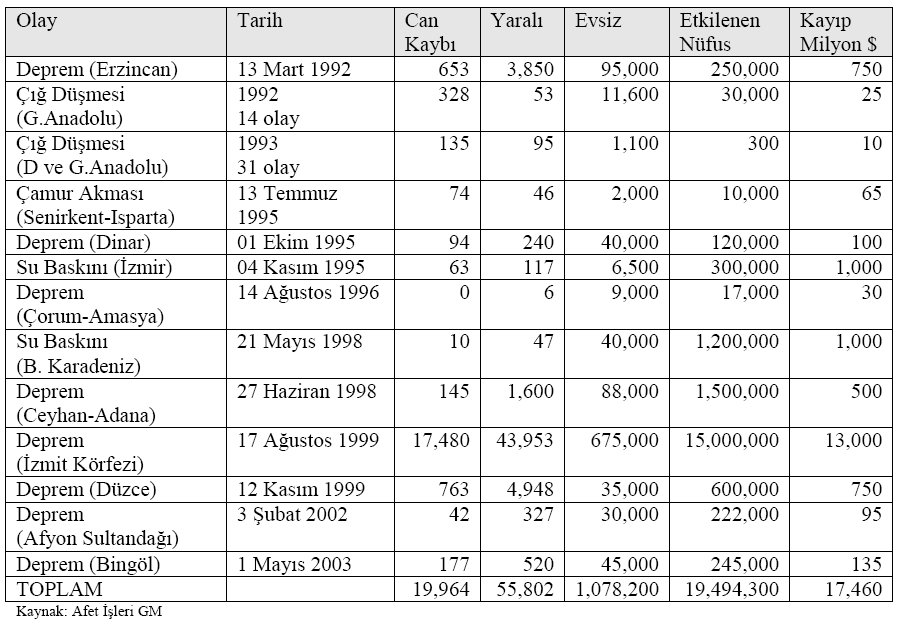 Olay Tarih Can Kaybı Yaralı Evsiz Etkilenen Nüfus Kayıp Milyon $
Deprem (Erzincan) 13 Mart 1992 653 3,850 95,000 250,000 750
Çığ Düşmesi 1992 328 53 11,600 30,000 25
(G.Anadolu) 14 olay
Çığ Düşmesi 1993 135 95 1,100 300 10
(D ve G.Anadolu) 31 olay
Çamur Akması 13 Temmuz 74 46 2,000 10,000 65
(Senirkent-Isparta) 1995
Deprem (Dinar) 01 Ekim 1995 94 240 40,000 120,000 100
Su Baskını (İzmir) 04 Kasım 1995 63 117 6,500 300,000 1,000
Deprem 14 Ağustos 1996 0 6 9,000 17,000 30
(Çorum-Amasya)
Su Baskını 21 Mayıs 1998 10 47 40,000 1,200,000 1,000
(B. Karadeniz)
Deprem 27 Haziran 1998 145 1,600 88,000 1,500,000 500
(Ceyhan-Adana)
Deprem 17 Ağustos 1999 17,480 43,953 675,000 15,000,000 13,000
(İzmit Körfezi)
Deprem (Düzce) 12 Kasım 1999 763 4,948 35,000 600,000 750
Deprem 3 Şubat 2002 42 327 30,000 222,000 95
(Afyon Sultandağı)
Deprem (Bingöl) 1 Mayıs 2003 177 520 45,000 245,000 135
TOPLAM 19,964 55,802 1,078,200 19,494,300 17,460
Kaynak: Afet İşleri GM